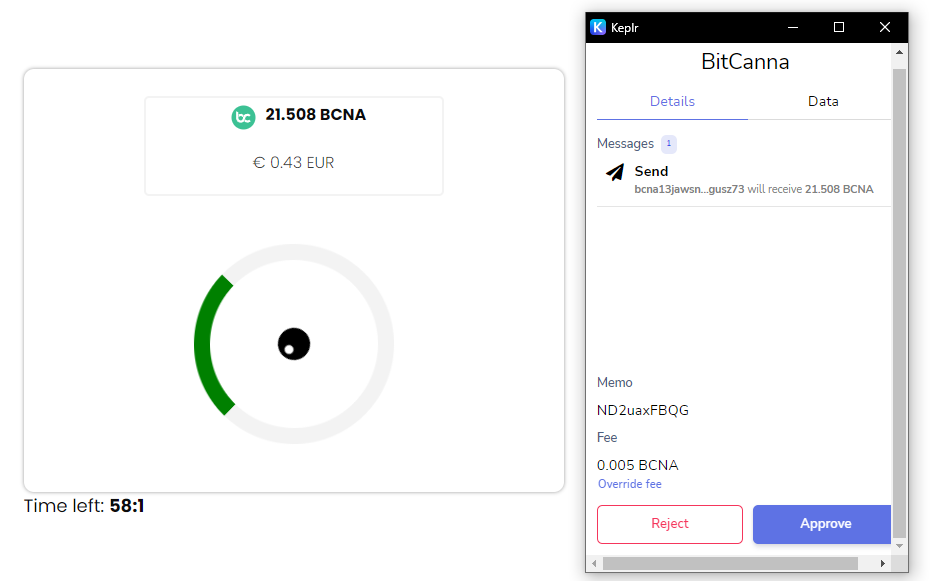 21.508 BCNA
€ 0.43 EUR
Time left: 58:1
Keplr
BitCanna
Details Data
Messages 1
Send
bcna13jawsn...gusz73 will receive 21.508 BCNA
Memo
ND2uaxFBQG
Fee
0.005 BCNA
Override fee
Reject Approve